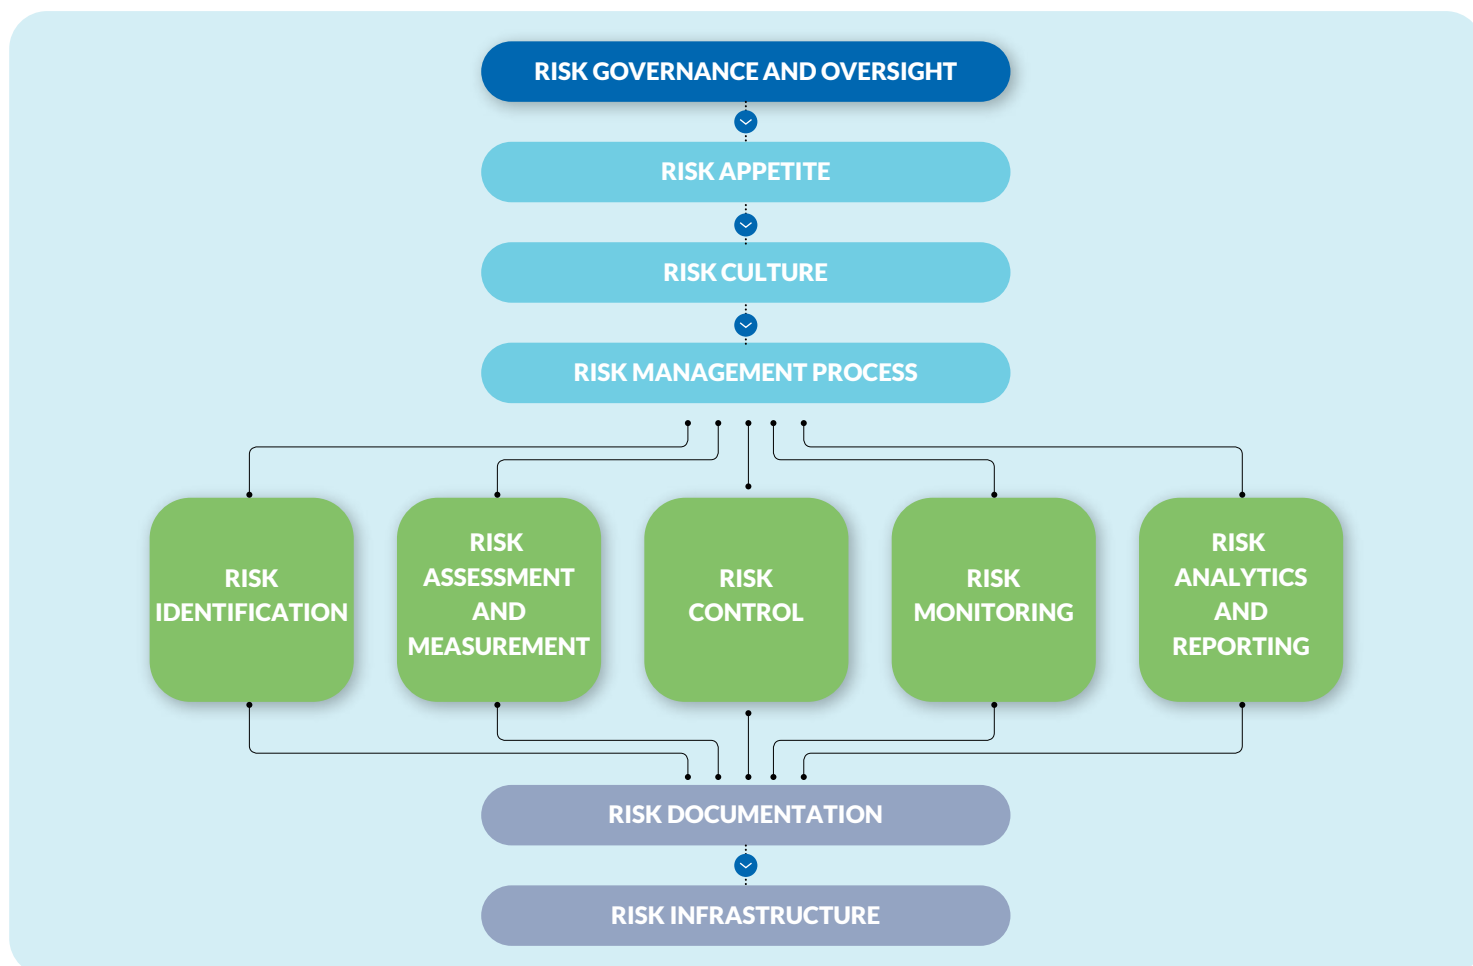 RISK GOVERNANCE AND OVERSIGHT
RISK APPETITE
RISK CULTURE
RISK MANAGEMENT PROCESS
RISK
IDENTIFICATION
RISK
ASSESSMENT
AND
MEASUREMENT
RISK
CONTROL
RISK
MONITORING
RISK
ANALYTICS
AND
REPORTING
RISK DOCUMENTATION
RISK INFRASTRUCTURE